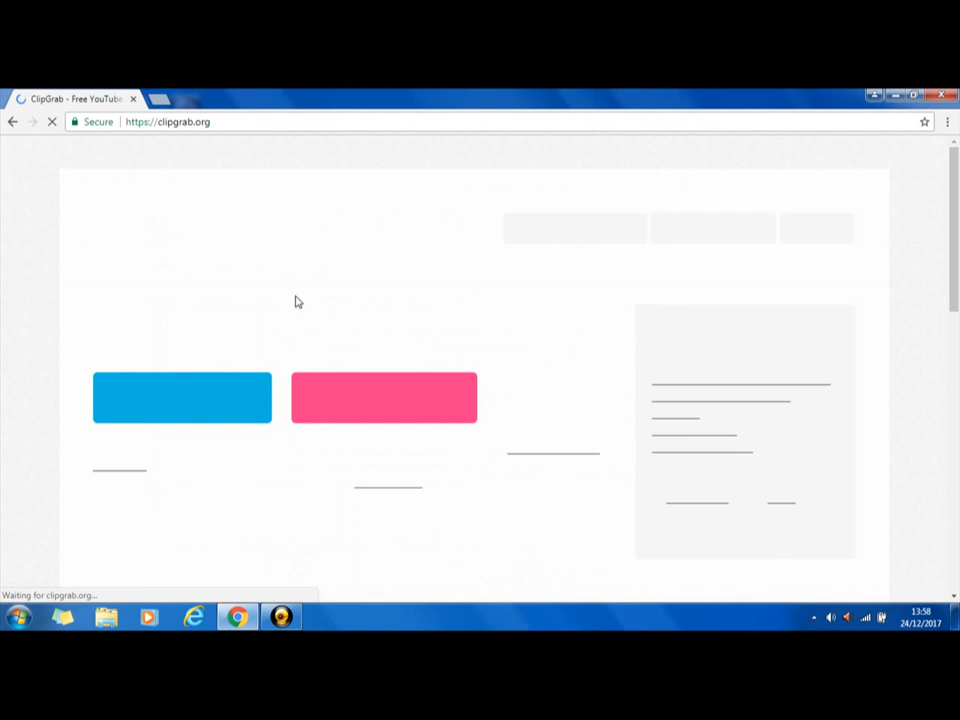 ClipGrab - Free YouTube
Secure
https://clipgrab.org
Waiting for clipgrab.org...
13:58
24/12/2017